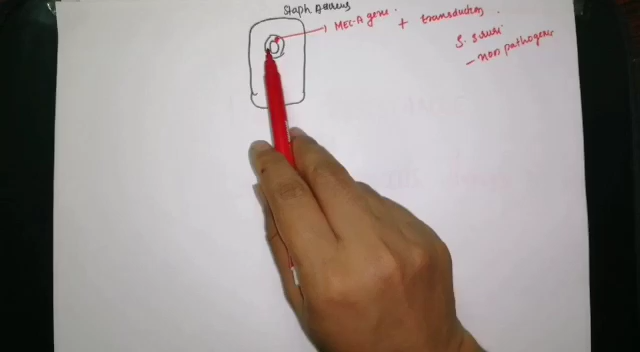 Staph Aureus
Mec-A gene
+ transduction
S. sciuri
- non pathogenic